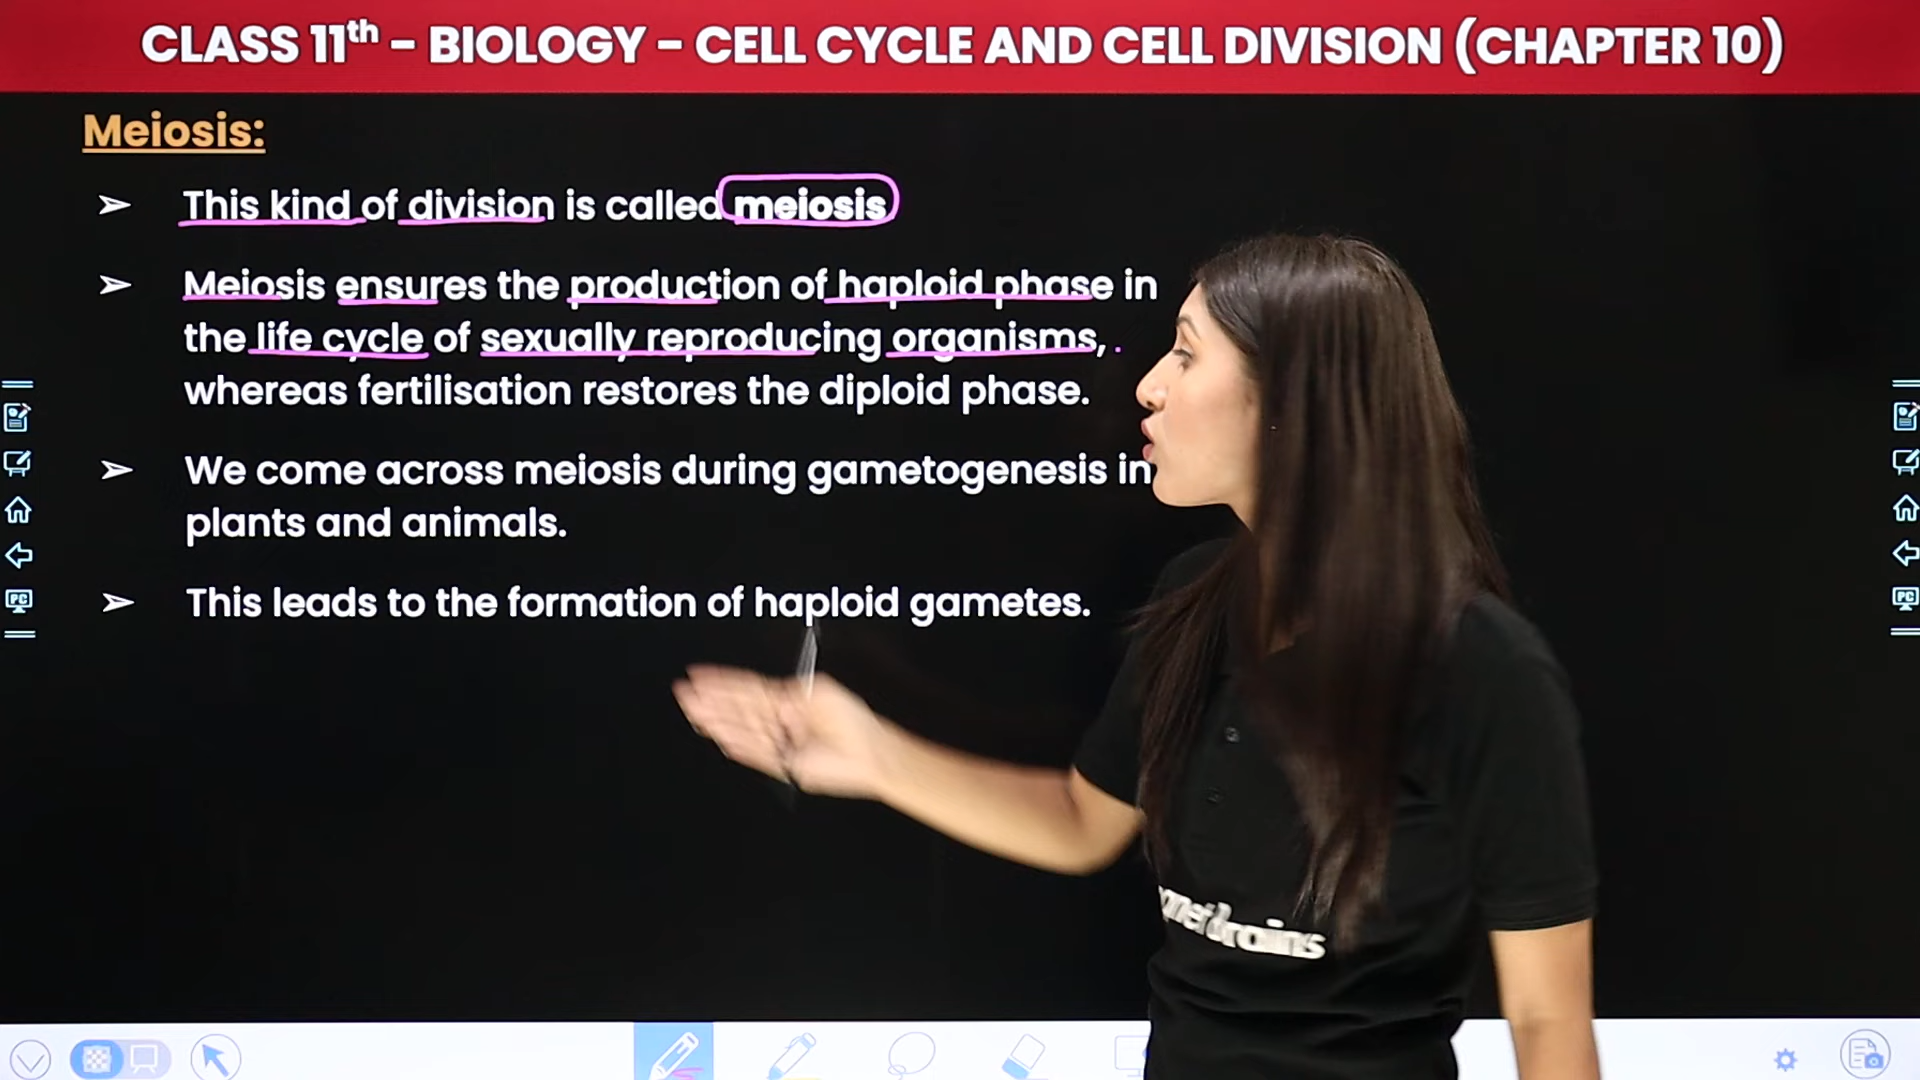 CLASS 11th – BIOLOGY – CELL CYCLE AND CELL DIVISION (CHAPTER 10)
Meiosis:
➢ This kind of division is called meiosis
➢ Meiosis ensures the production of haploid phase in
the life cycle of sexually reproducing organisms,
whereas fertilisation restores the diploid phase.
➢ We come across meiosis during gametogenesis in
plants and animals.
➢ This leads to the formation of haploid gametes.
PC
PC
brains